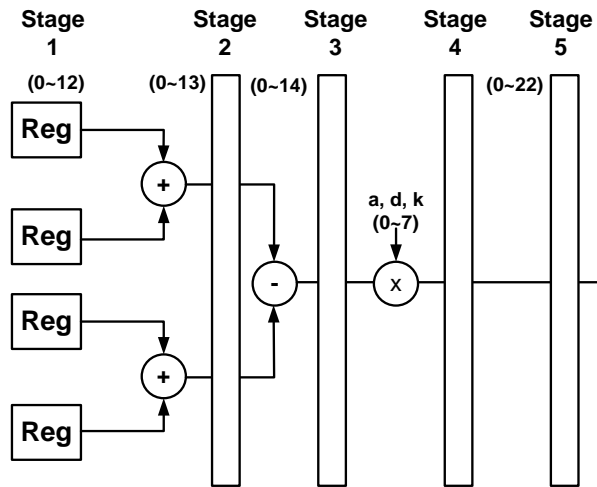 Stage 1
Stage 2
Stage 3
Stage 4
Stage 5
(0~12)
(0~13)
(0~14)
(0~22)
Reg
+
Reg
a, d, k
(0~7)
-
x
Reg
+
Reg